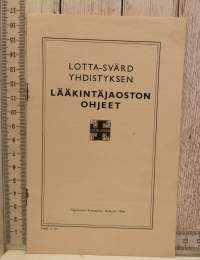 LOTTA-SVÄRD
YHDISTYKSEN
LÄÄKINTÄJAOSTON
OHJEET